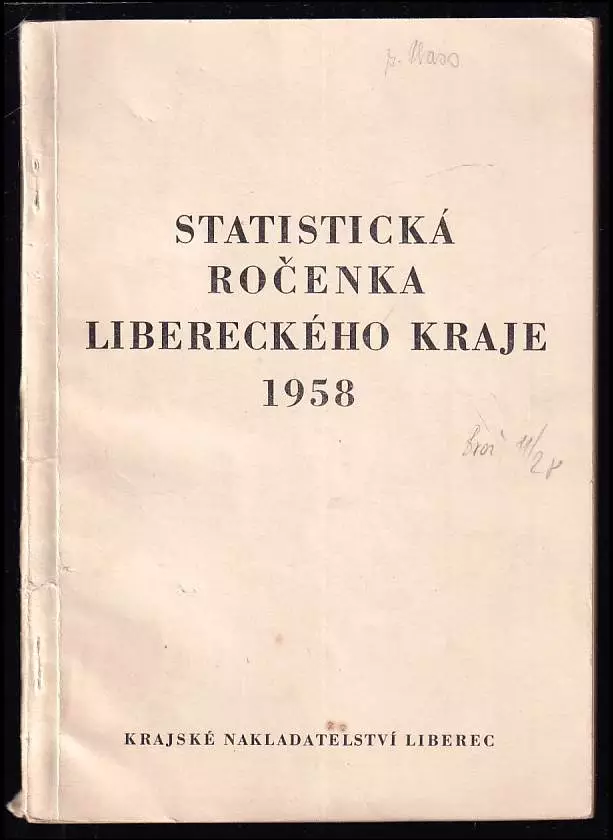 STATISTICKÁ
ROČENKA
LIBERECKÉHO KRAJE
1958
KRAJSKÉ NAKLADATELSTVÍ LIBEREC